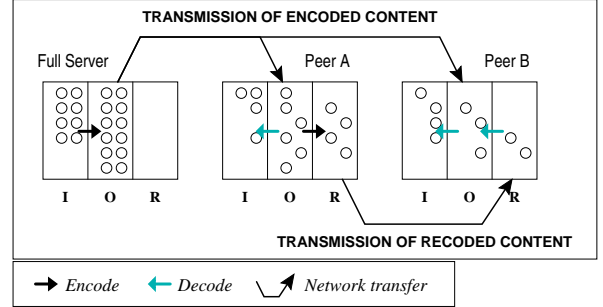 TRANSMISSION OF ENCODED CONTENT
Full Server Peer A Peer B
I O R I O R I O R
TRANSMISSION OF RECODED CONTENT
Encode Decode Network transfer